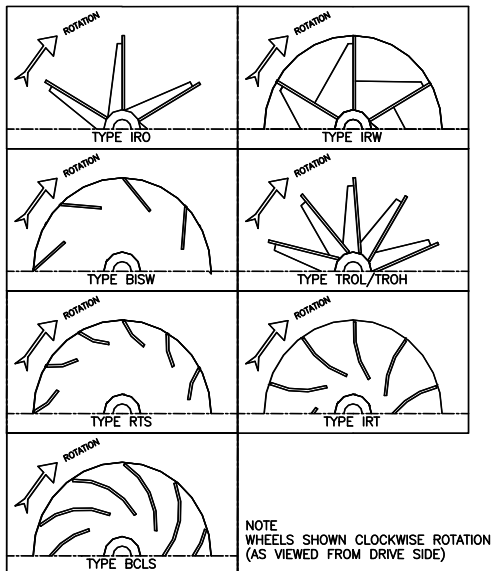 ROTATION
TYPE IRO
ROTATION
TYPE IRW
ROTATION
TYPE BISW
ROTATION
TYPE TROL/TROH
ROTATION
TYPE RTS
ROTATION
TYPE IRT
ROTATION
TYPE BCLS
NOTE
WHEELS SHOWN CLOCKWISE ROTATION
(AS VIEWED FROM DRIVE SIDE)